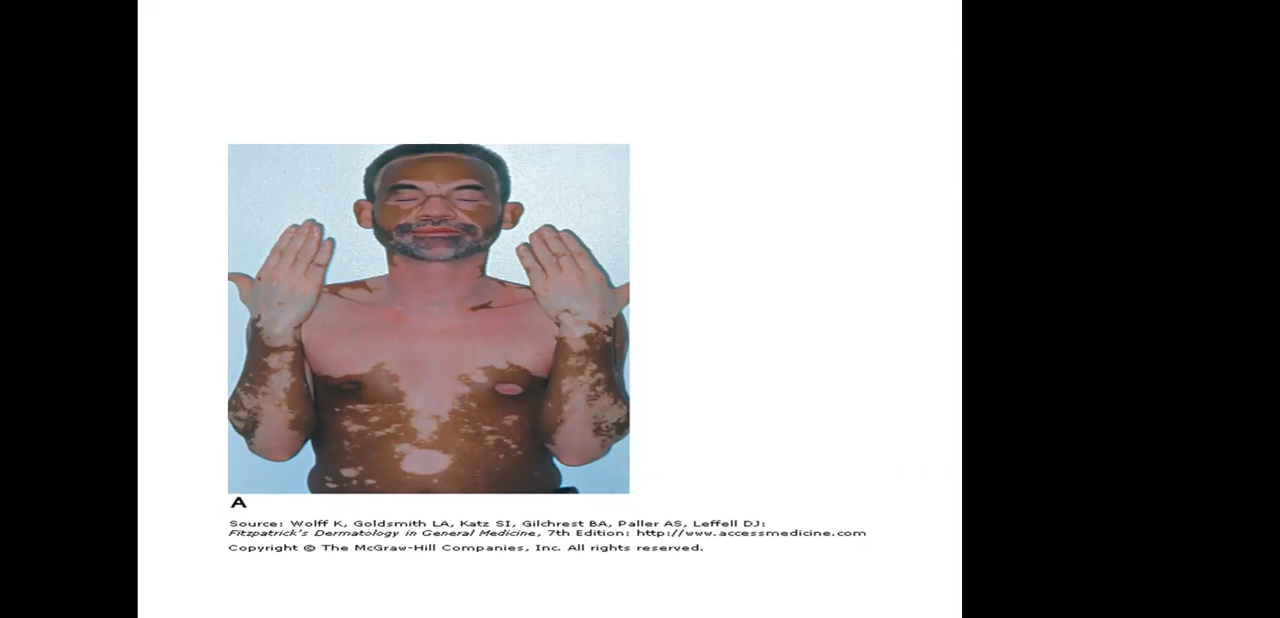 A
Source: Wolff K, Goldsmith LA, Katz SI, Gilchrest BA, Paller AS, Leffell DJ:
Fitzpatrick's Dermatology in General Medicine, 7th Edition: http://www.accessmedicine.com
Copyright © The McGraw-Hill Companies, Inc. All rights reserved.